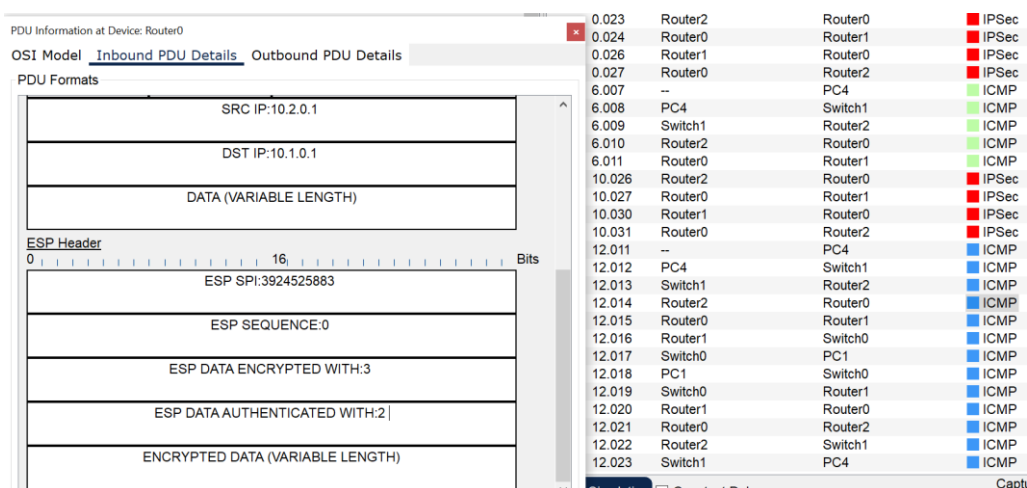 PDU Information at Device: Router0
OSI Model Inbound PDU Details Outbound PDU Details
PDU Formats
SRC IP:10.2.0.1
DST IP:10.1.0.1
DATA (VARIABLE LENGTH)
ESP Header
0 16 Bits
ESP SPI:3924525883
ESP SEQUENCE:0
ESP DATA ENCRYPTED WITH:3
ESP DATA AUTHENTICATED WITH:2
ENCRYPTED DATA (VARIABLE LENGTH)
0.023 Router2 Router0 IPSec
0.024 Router0 Router1 IPSec
0.026 Router1 Router0 IPSec
0.027 Router0 Router2 IPSec
6.007 -- PC4 ICMP
6.008 PC4 Switch1 ICMP
6.009 Switch1 Router2 ICMP
6.010 Router2 Router0 ICMP
6.011 Router0 Router1 ICMP
10.026 Router2 Router0 IPSec
10.027 Router0 Router1 IPSec
10.030 Router1 Router0 IPSec
10.031 Router0 Router2 IPSec
12.011 -- PC4 ICMP
12.012 PC4 Switch1 ICMP
12.013 Switch1 Router2 ICMP
12.014 Router2 Router0 ICMP
12.015 Router0 Router1 ICMP
12.016 Router1 Switch0 ICMP
12.017 Switch0 PC1 ICMP
12.018 PC1 Switch0 ICMP
12.019 Switch0 Router1 ICMP
12.020 Router1 Router0 ICMP
12.021 Router0 Router2 ICMP
12.022 Router2 Switch1 ICMP
12.023 Switch1 PC4 ICMP